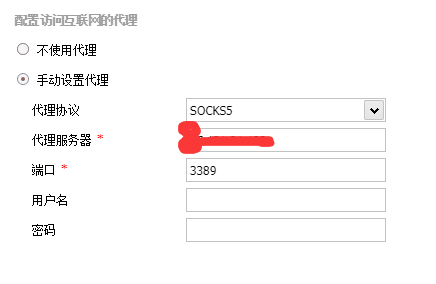 配置访问互联网的代理
不使用代理
手动设置代理
代理协议 SOCKS5
代理服务器 *
端口 * 3389
用户名
密码